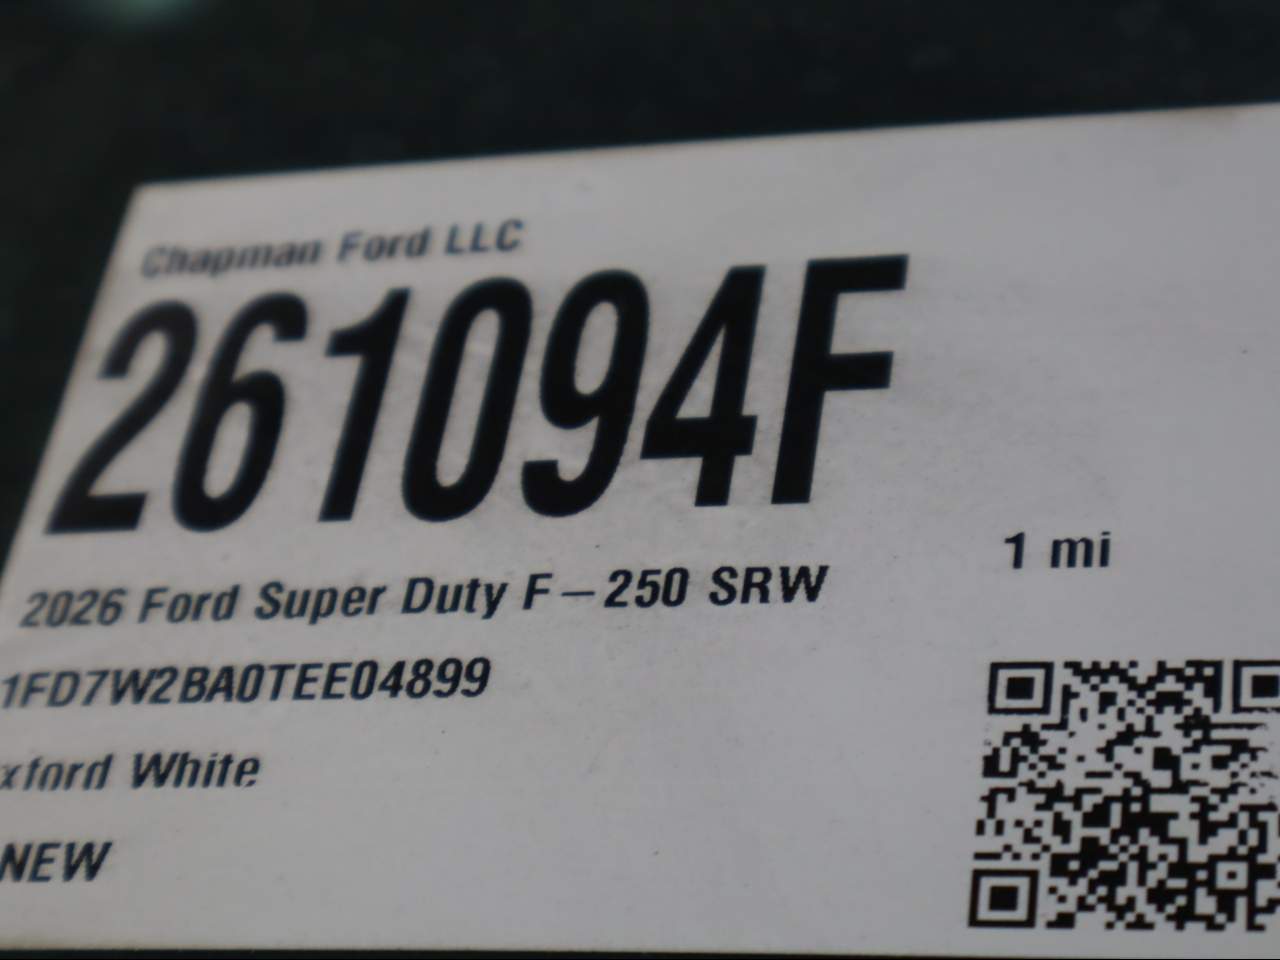 Chapman Ford LLC
261094F
2026 Ford Super Duty F-250 SRW
1 mi
1FD7W2BA0TEE04899
xford White
NEW